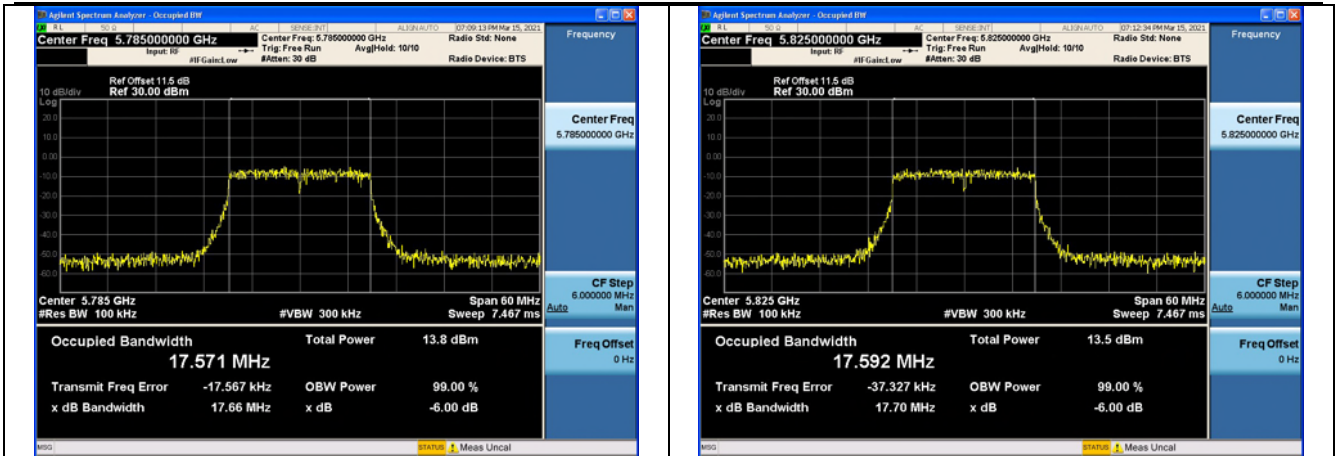 Agilent Spectrum Analyzer - Occupied BW
RL 50 Ω AC SENSE:INT ALIGN AUTO 07:09:13 PM Mar 15, 2021
Center Freq 5.785000000 GHz Center Freq: 5.785000000 GHz Radio Std: None Frequency
Input: RF Trig: Free Run Avg|Hold: 10/10
#IFGain:Low #Atten: 30 dB Radio Device: BTS
Ref Offset 11.5 dB
10 dB/div Ref 30.00 dBm
Log
20.0
10.0
0.00
-10.0
-20.0
-30.0
-40.0
-50.0
-60.0
Center Freq
5.785000000 GHz
CF Step
6.000000 MHz
Auto Man
Center 5.785 GHz Span 60 MHz
#Res BW 100 kHz #VBW 300 kHz Sweep 7.467 ms
Occupied Bandwidth Total Power 13.8 dBm
17.571 MHz
Freq Offset
0 Hz
Transmit Freq Error -17.567 kHz OBW Power 99.00 %
x dB Bandwidth 17.66 MHz x dB -6.00 dB
MSG STATUS Meas Uncal
Agilent Spectrum Analyzer - Occupied BW
RL 50 Ω AC SENSE:INT ALIGN AUTO 07:12:34 PM Mar 15, 2021
Center Freq 5.825000000 GHz Center Freq: 5.825000000 GHz Radio Std: None Frequency
Input: RF Trig: Free Run Avg|Hold: 10/10
#IFGain:Low #Atten: 30 dB Radio Device: BTS
Ref Offset 11.5 dB
10 dB/div Ref 30.00 dBm
Log
20.0
10.0
0.00
-10.0
-20.0
-30.0
-40.0
-50.0
-60.0
Center Freq
5.825000000 GHz
CF Step
6.000000 MHz
Auto Man
Center 5.825 GHz Span 60 MHz
#Res BW 100 kHz #VBW 300 kHz Sweep 7.467 ms
Occupied Bandwidth Total Power 13.5 dBm
17.592 MHz
Freq Offset
0 Hz
Transmit Freq Error -37.327 kHz OBW Power 99.00 %
x dB Bandwidth 17.70 MHz x dB -6.00 dB
MSG STATUS Meas Uncal